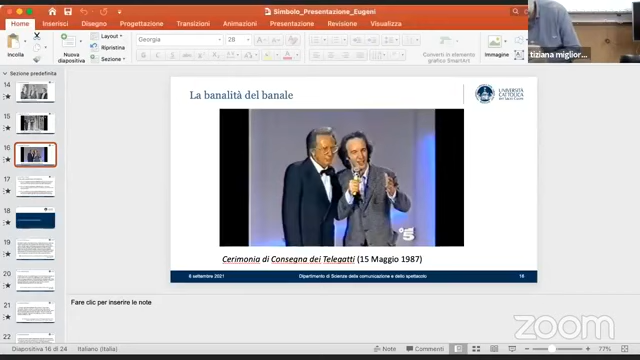 Simbolo_Presentazione_Eugeni
Home Inserisci Disegno Progettazione Transizioni Animazioni Presentazione Revisione Visualizza
Incolla
Nuova diapositiva
Layout
Ripristina
Sezione
Georgia
28
Converti in elemento grafico SmartArt
Immagine
tiziana miglior...
Sezione predefinita
14
15
16
17
18
19
20
21
22
La banalità del banale
UNIVERSITÀ
CATTOLICA
del Sacro Cuore
5
Cerimonia di Consegna dei Telegatti (15 Maggio 1987)
6 settembre 2021
Dipartimento di Scienze della comunicazione e dello spettacolo
16
Fare clic per inserire le note
zoom
Diapositiva 16 di 24
Italiano (Italia)
Note
Commenti
77%